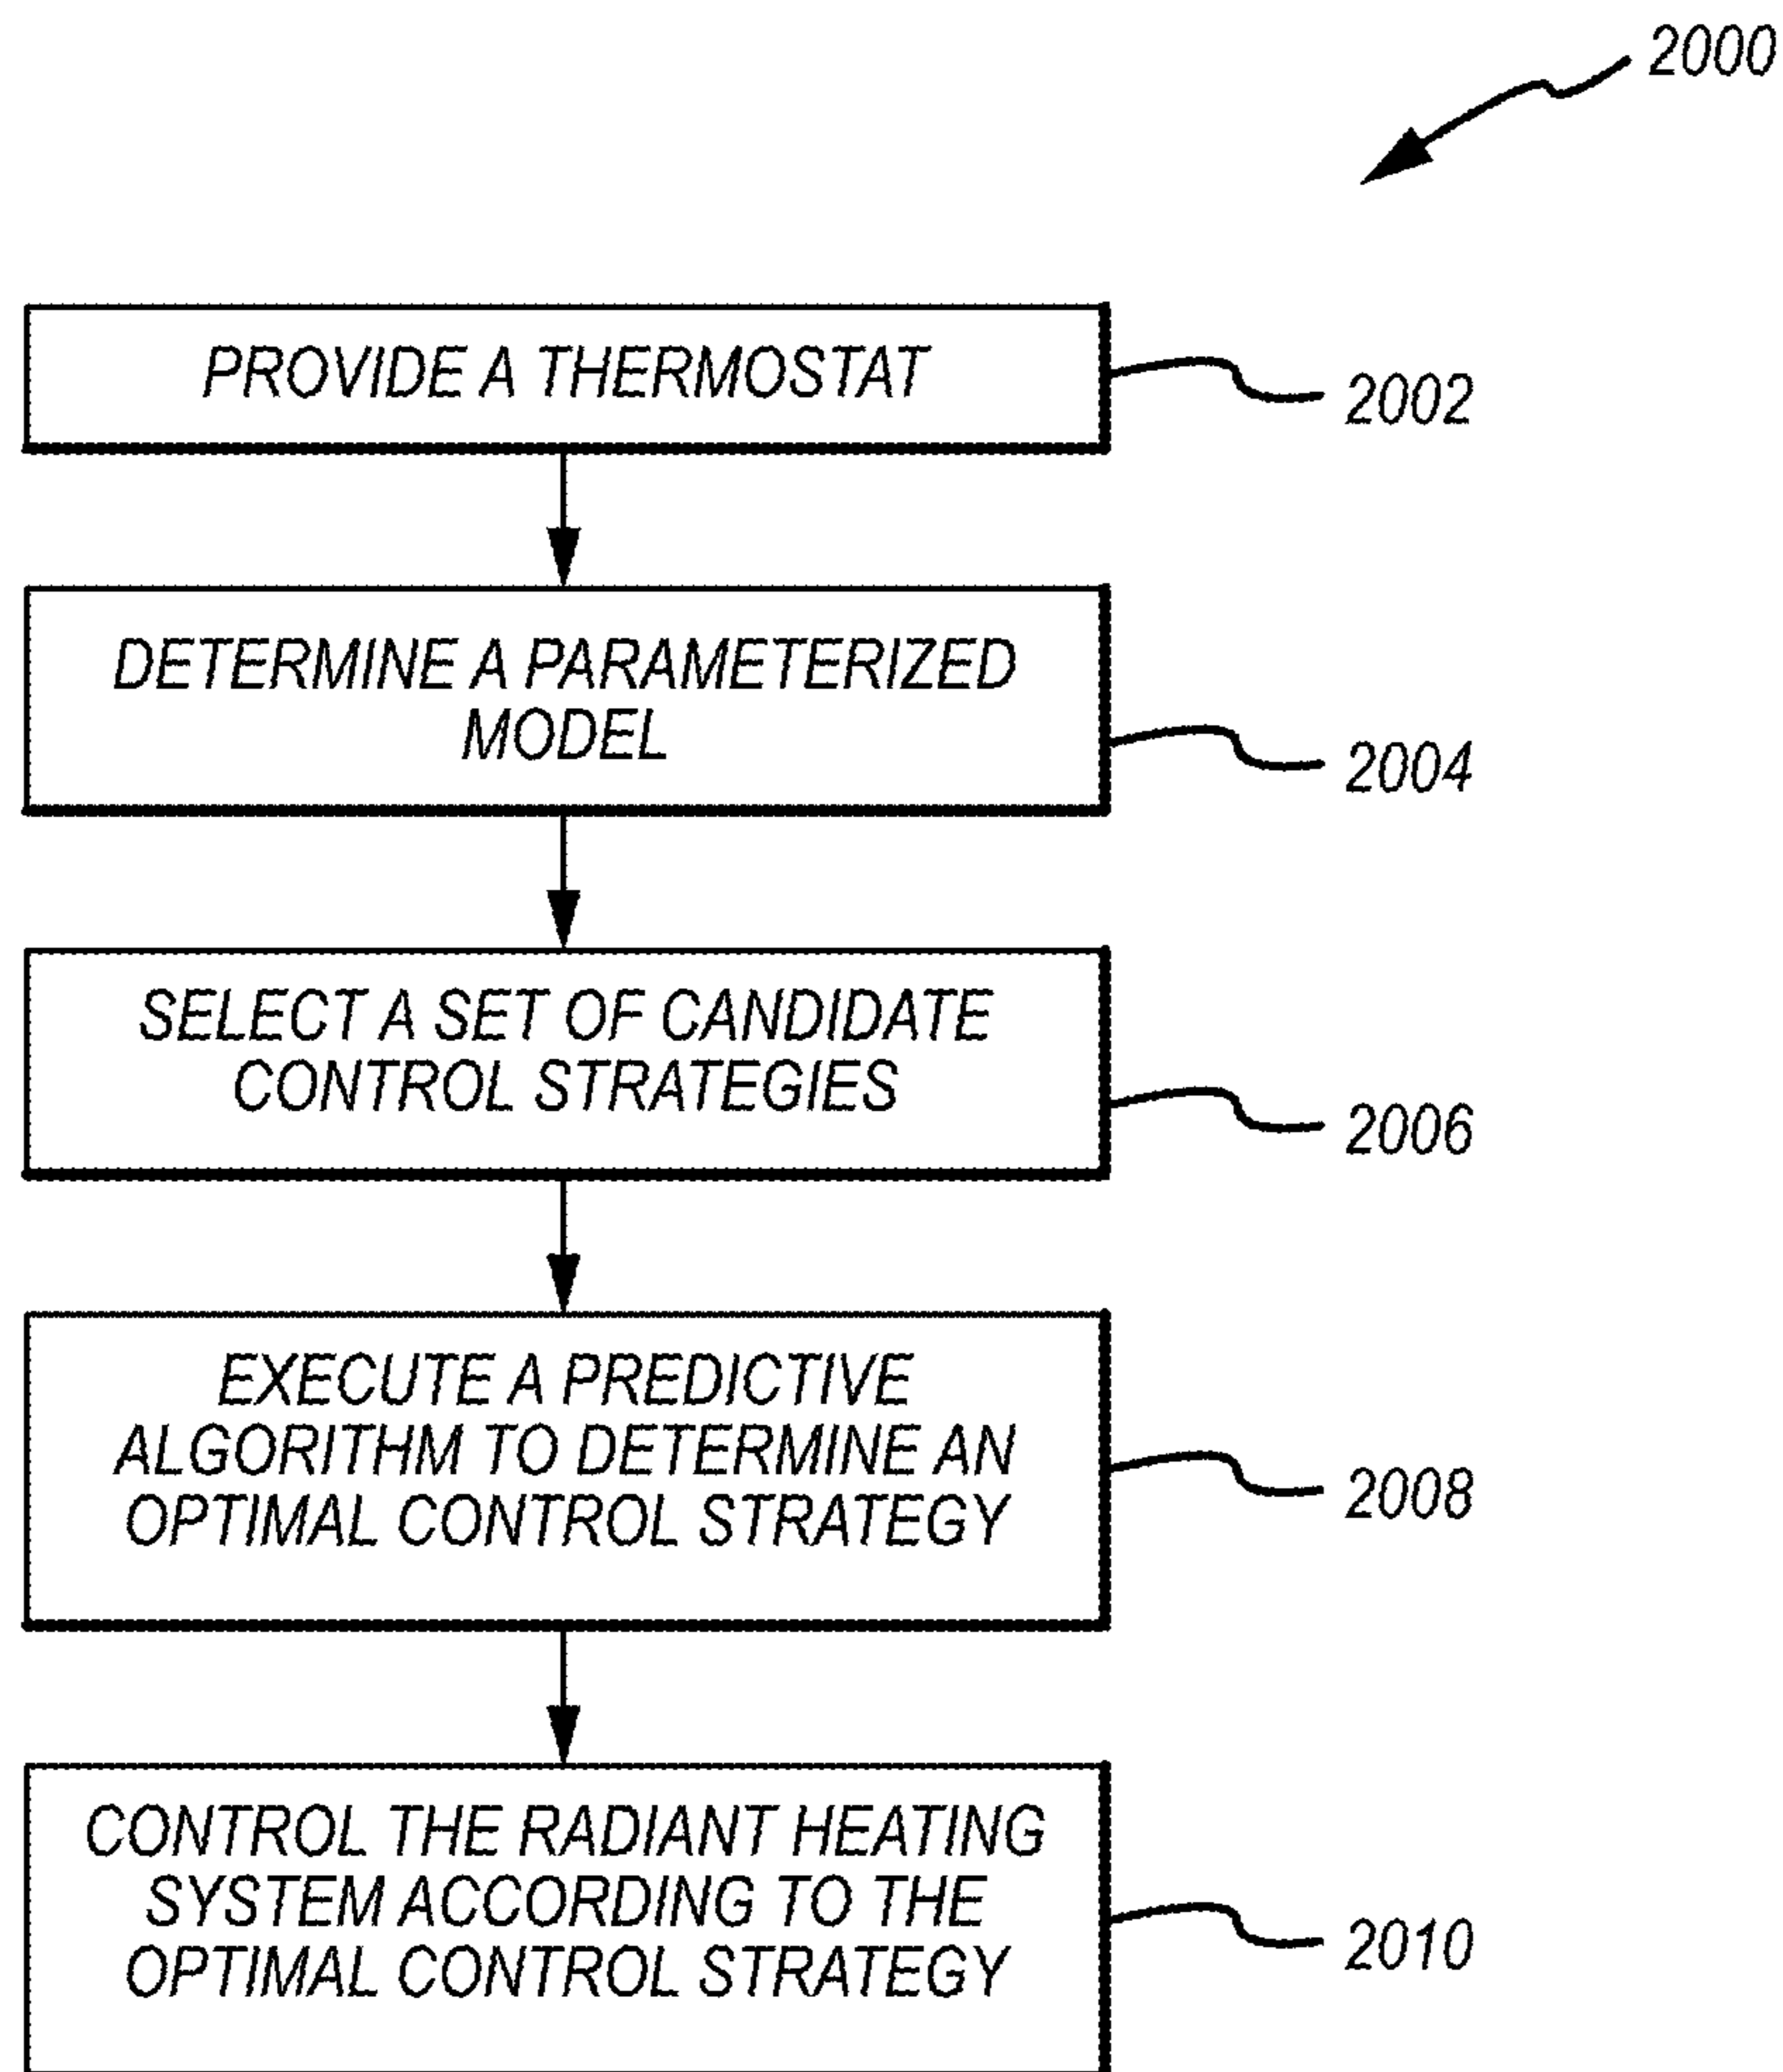 2000
PROVIDE A THERMOSTAT
2002
DETERMINE A PARAMETERIZED
MODEL
2004
SELECT A SET OF CANDIDATE
CONTROL STRATEGIES
2006
EXECUTE A PREDICTIVE
ALGORITHM TO DETERMINE AN
OPTIMAL CONTROL STRATEGY
2008
CONTROL THE RADIANT HEATING
SYSTEM ACCORDING TO THE
OPTIMAL CONTROL STRATEGY
2010